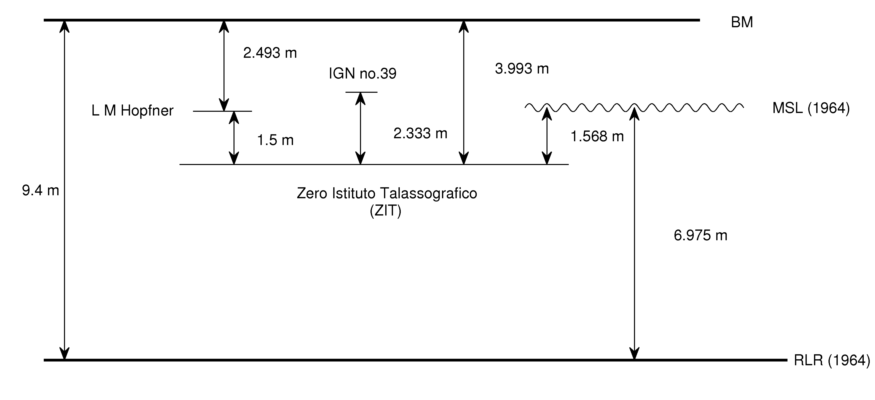 BM
2.493 m
3.993 m
IGN no.39
L M Hopfner
MSL (1964)
1.5 m
2.333 m
1.568 m
9.4 m
Zero Istituto Talassografico
(ZIT)
6.975 m
RLR (1964)